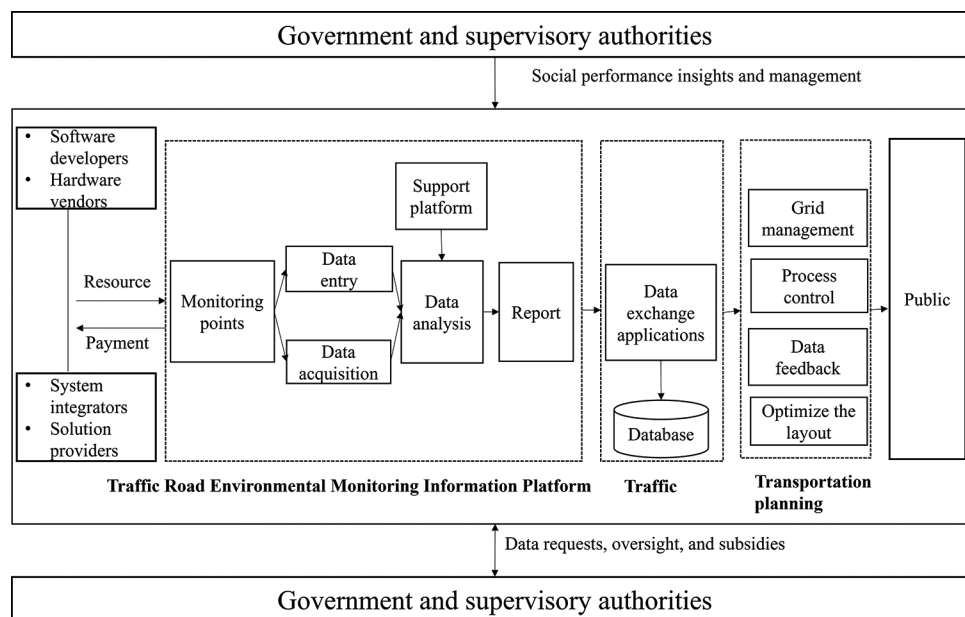 Government and supervisory authorities
Social performance insights and management
• Software
developers
• Hardware
vendors
Resource
Payment
• System
integrators
• Solution
providers
Monitoring
points
Data
entry
Data
acquisition
Support
platform
Data
analysis
Report
Traffic Road Environmental Monitoring Information Platform
Data
exchange
applications
Database
Traffic
Grid
management
Process
control
Data
feedback
Optimize the
layout
Transportation
planning
Public
Data requests, oversight, and subsidies
Government and supervisory authorities